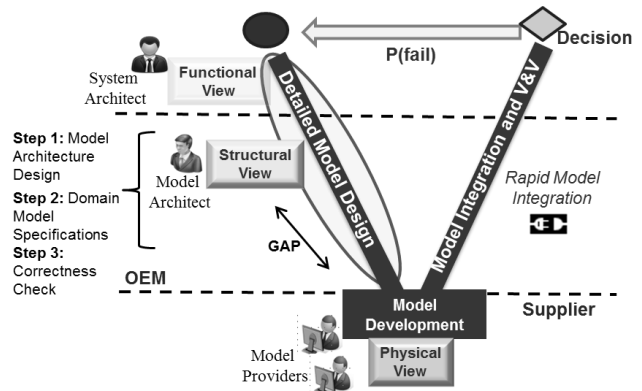 Decision
P(fail)
System
Architect
Functional
View
Detailed Model Design
Model Integration and V&V
Step 1: Model
Architecture
Design
Step 2: Domain
Model
Specifications
Step 3:
Correctness
Check
Model
Architect
Structural
View
Rapid Model
Integration
GAP
OEM
Supplier
Model
Development
Physical
View
Model
Providers